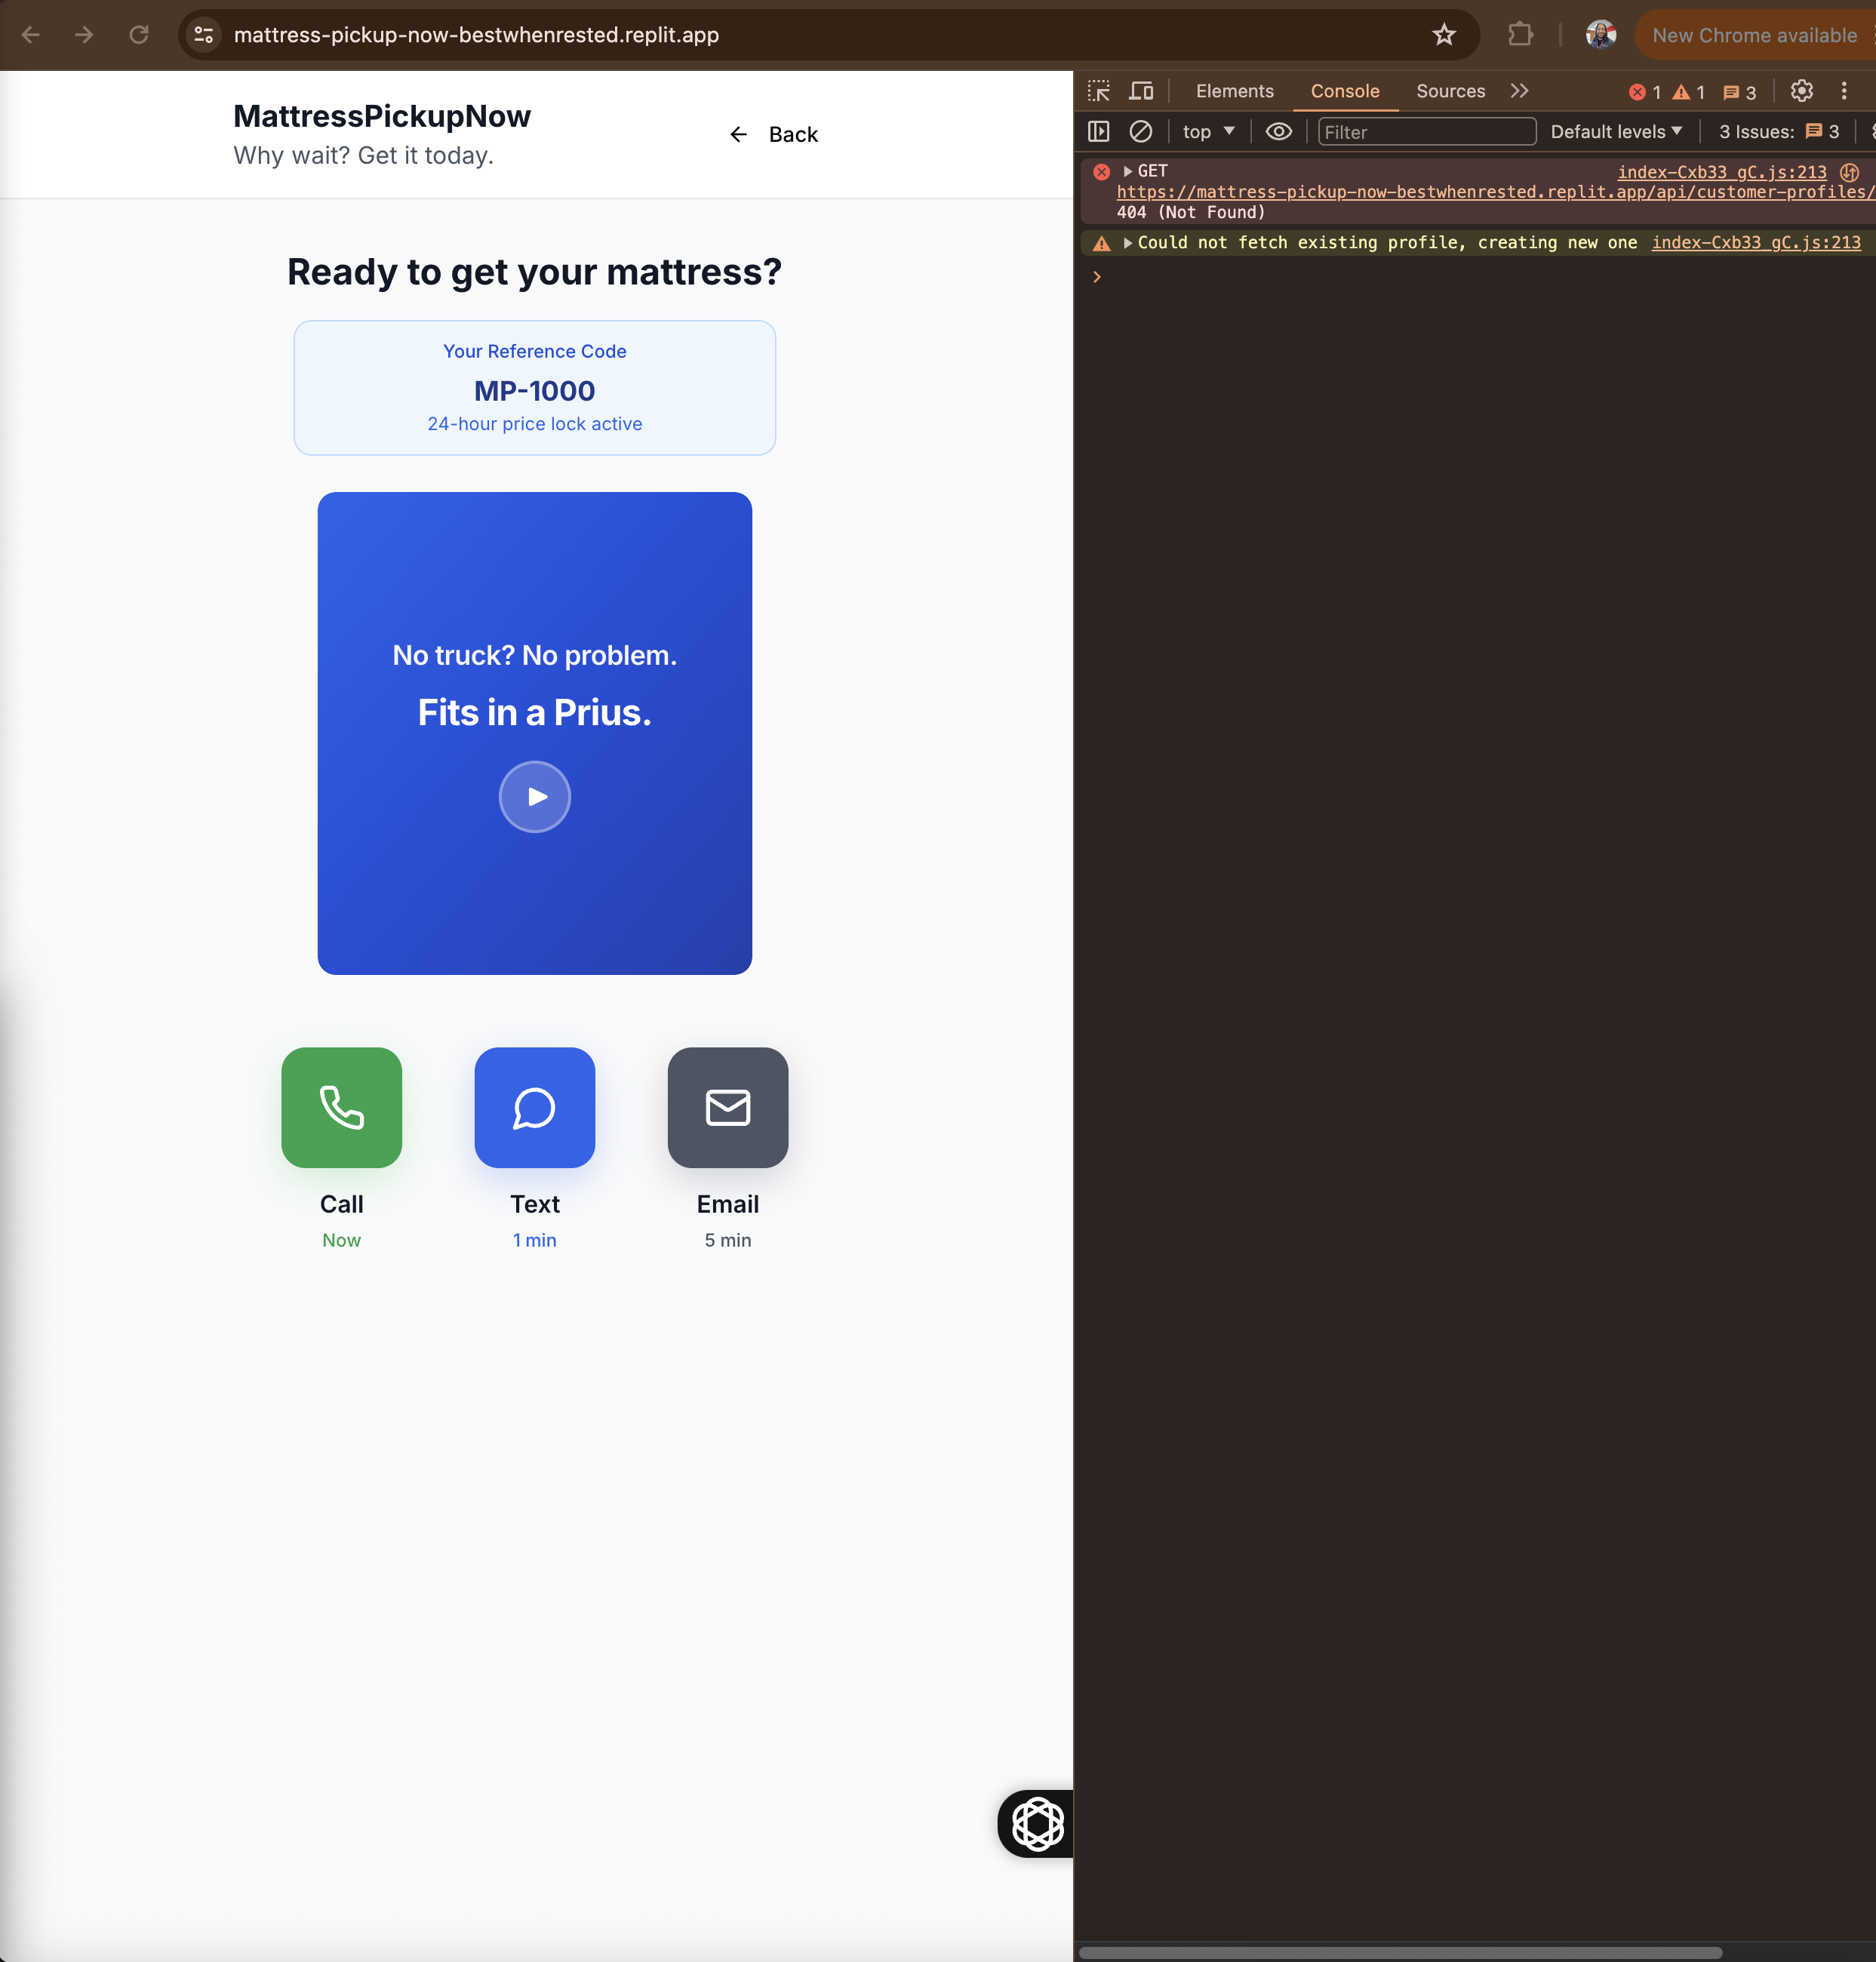 mattress-pickup-now-bestwhenrested.replit.app
New Chrome available
MattressPickupNow
Why wait? Get it today.
Back
Ready to get your mattress?
Your Reference Code
MP-1000
24-hour price lock active
No truck? No problem.
Fits in a Prius.
Call
Now
Text
1 min
Email
5 min
Elements
Console
Sources
1
1
3
top
Filter
Default levels
3 Issues:
3
GET
index-Cxb33_gC.js:213
https://mattress-pickup-now-bestwhenrested.replit.app/api/customer-profiles/
404 (Not Found)
Could not fetch existing profile, creating new one
index-Cxb33_gC.js:213